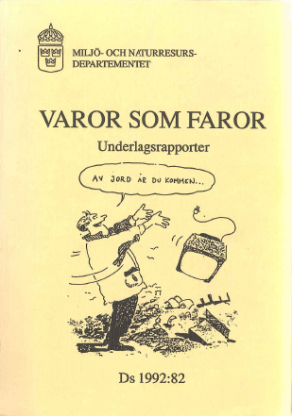 MILJÖ- OCH NATURRESURS-
DEPARTEMENTET
VAROR SOM FAROR
Underlagsrapporter
AV JORD ÄR DU KOMMEN...
Ds 1992:82